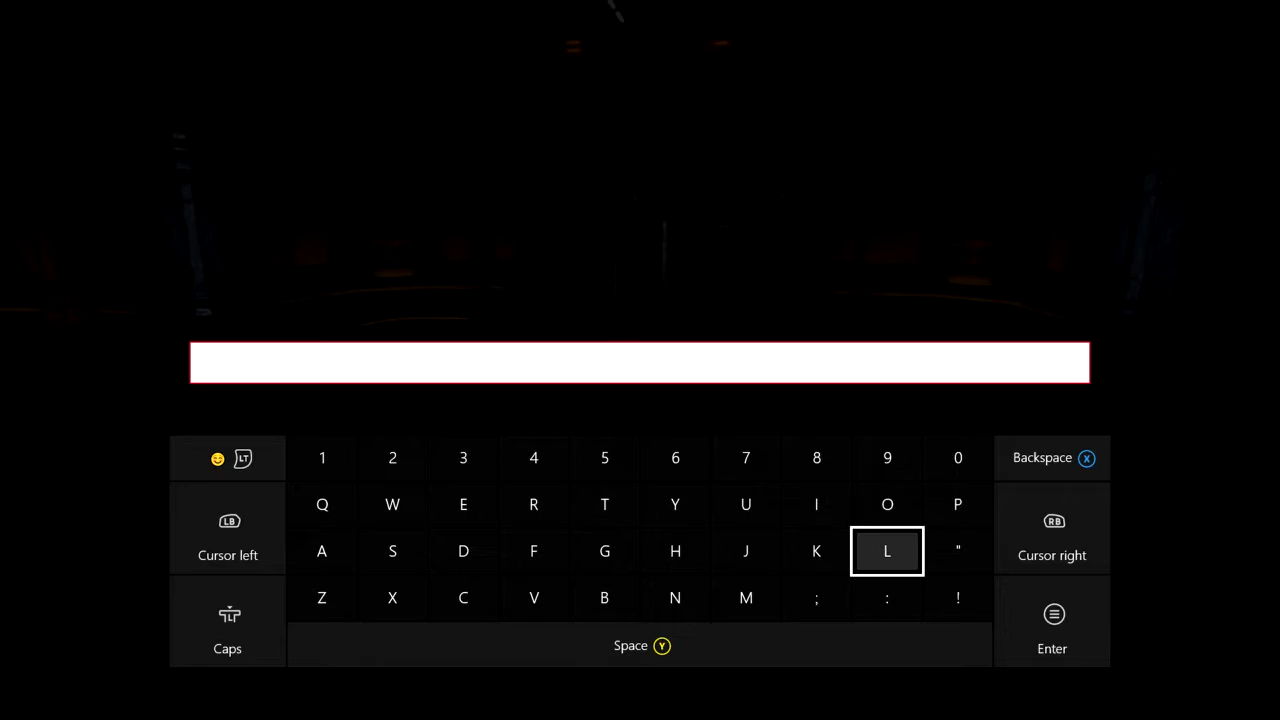 😊 LT 1 2 3 4 5 6 7 8 9 0 Backspace X
Q W E R T Y U I O P
LB Cursor left A S D F G H J K L " RB Cursor right
Z X C V B N M ; : !
LT Caps Space Y Enter